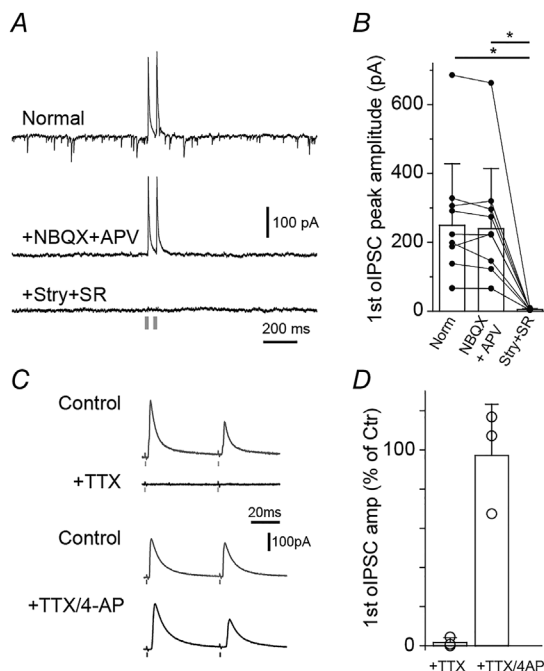 A
Normal
+NBQX+APV
100 pA
+Stry+SR
200 ms
B
*
*
1st oIPSC peak amplitude (pA)
600
400
200
0
Norm
NBQX
+ APV
Stry+SR
C
Control
+TTX
20ms
100pA
Control
+TTX/4-AP
D
1st oIPSC amp (% of Ctr)
100
0
+TTX
+TTX/4AP